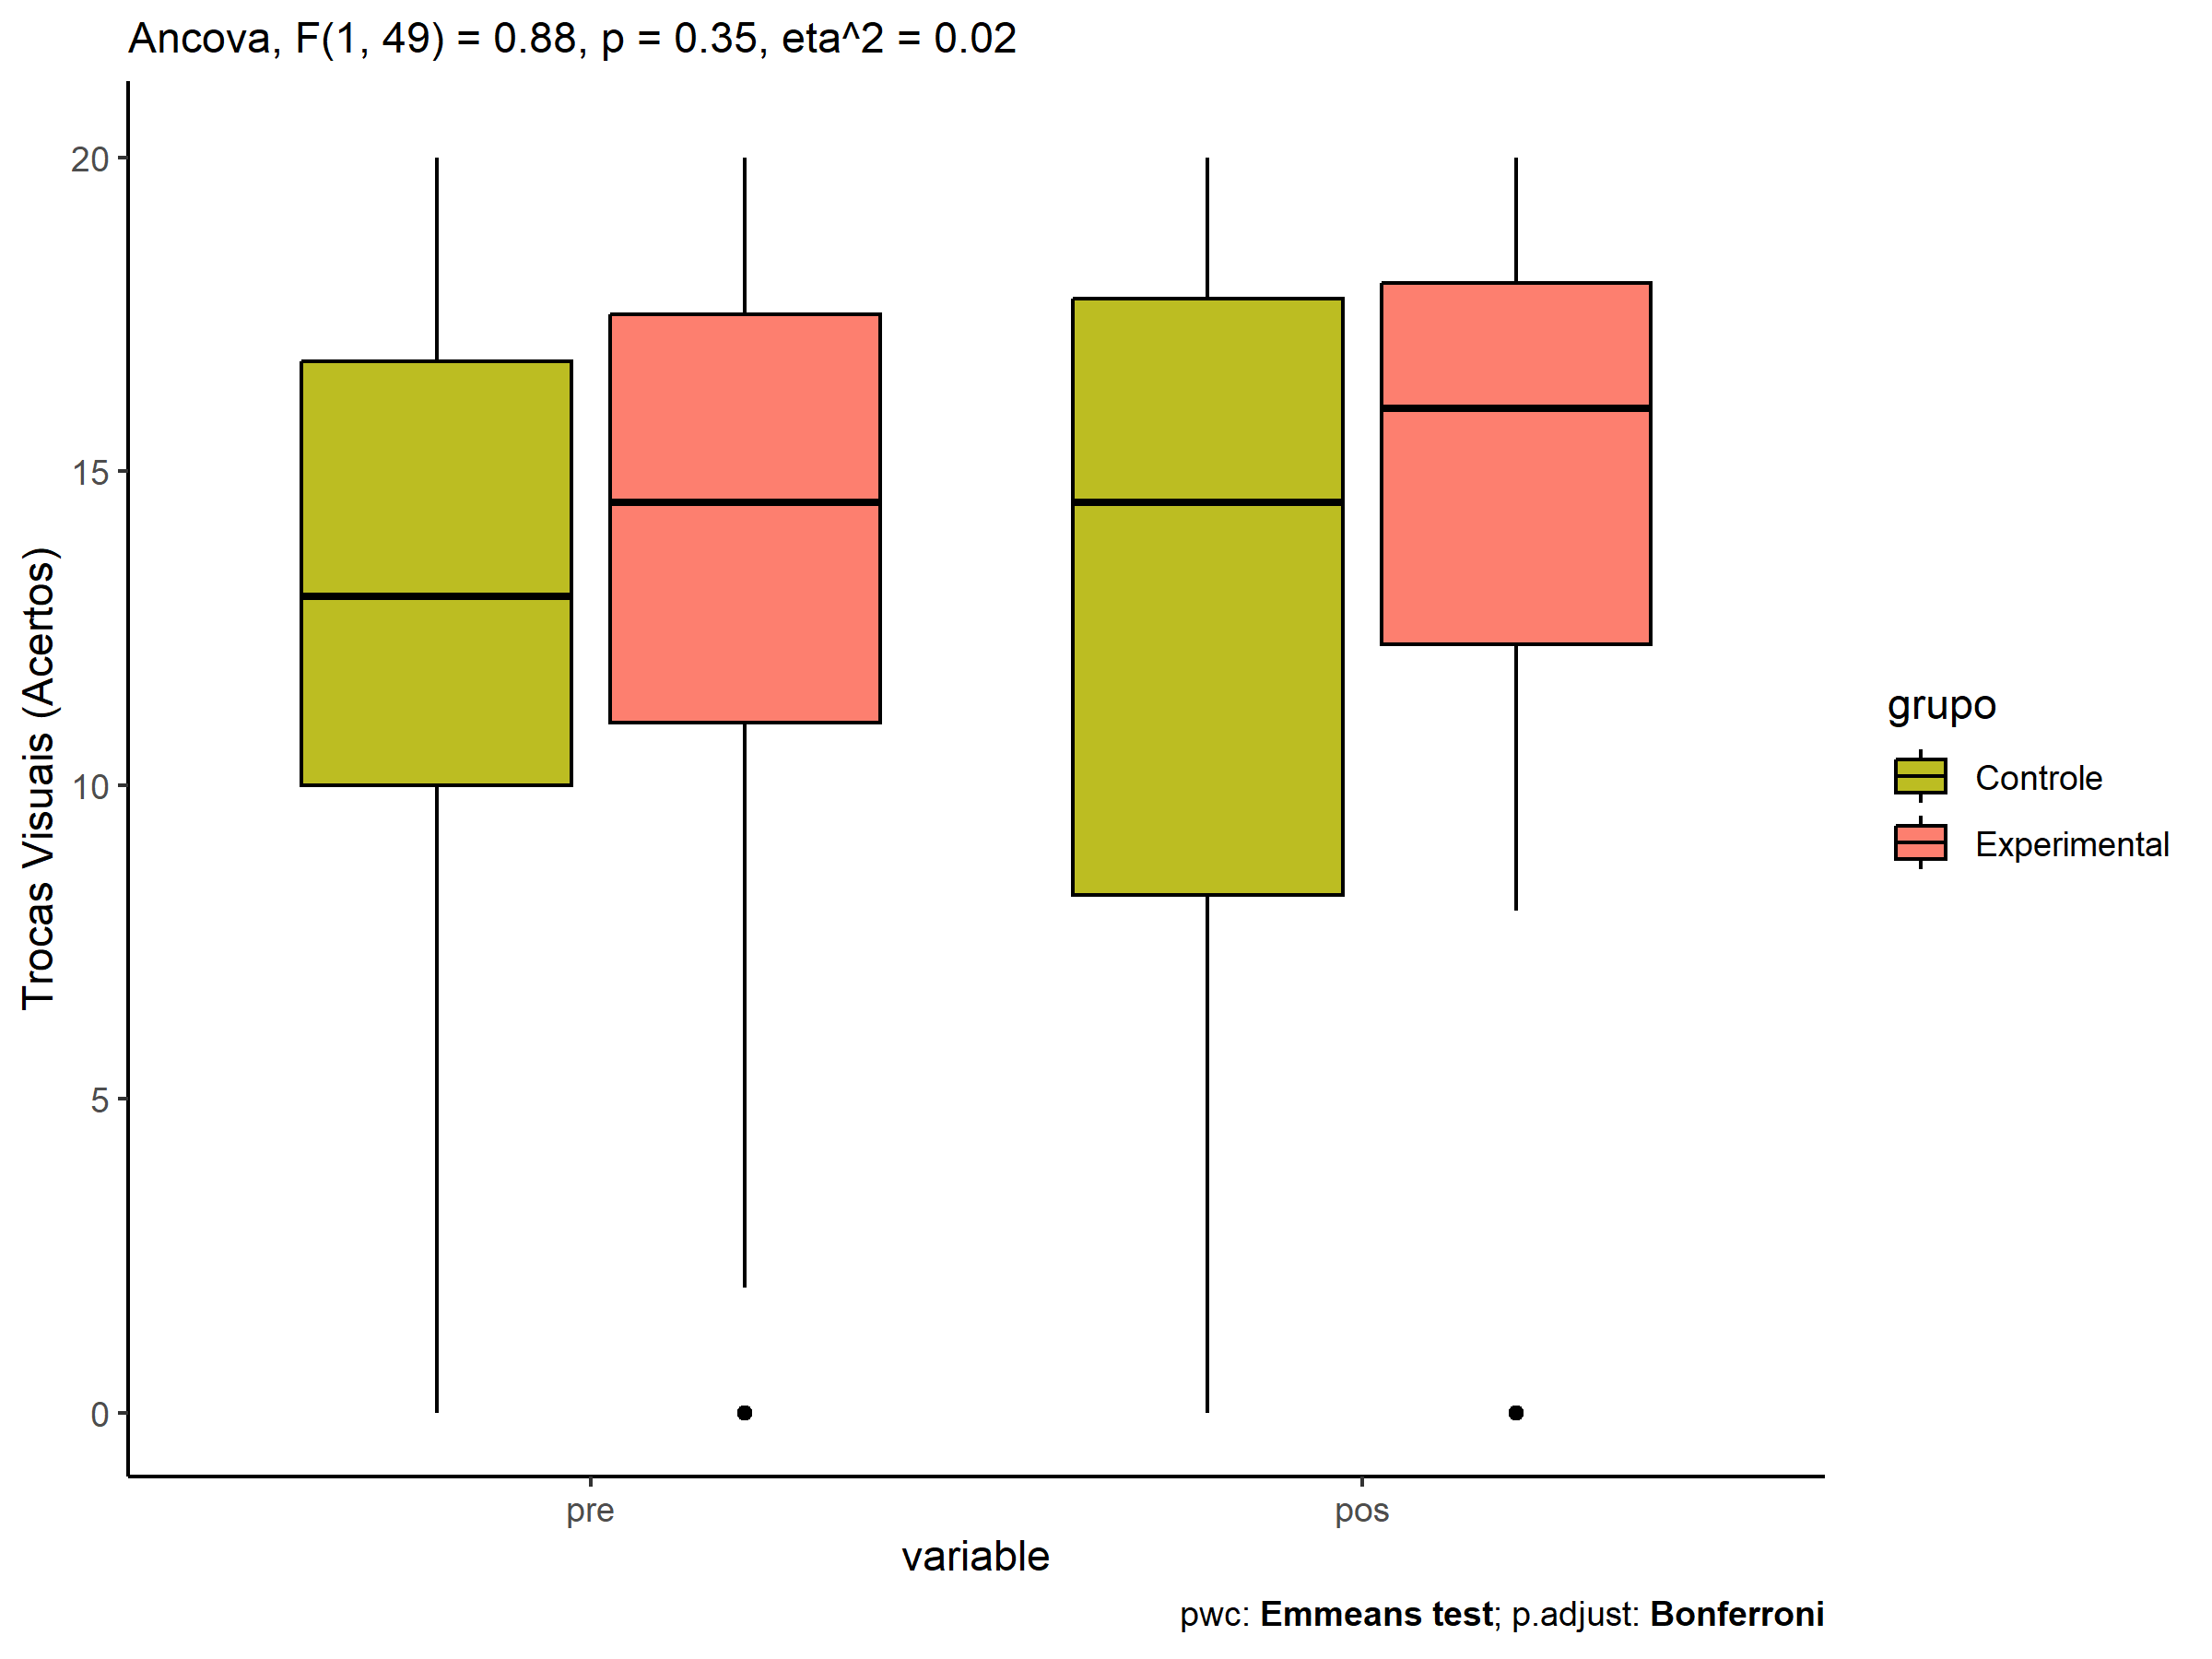 Ancova, F(1, 49) = 0.88, p = 0.35, eta^2 = 0.02
Trocas Visuais (Acertos)
20
15
10
5
0
pre
pos
variable
grupo
Controle
Experimental
pwc: Emmeans test; p.adjust: Bonferroni